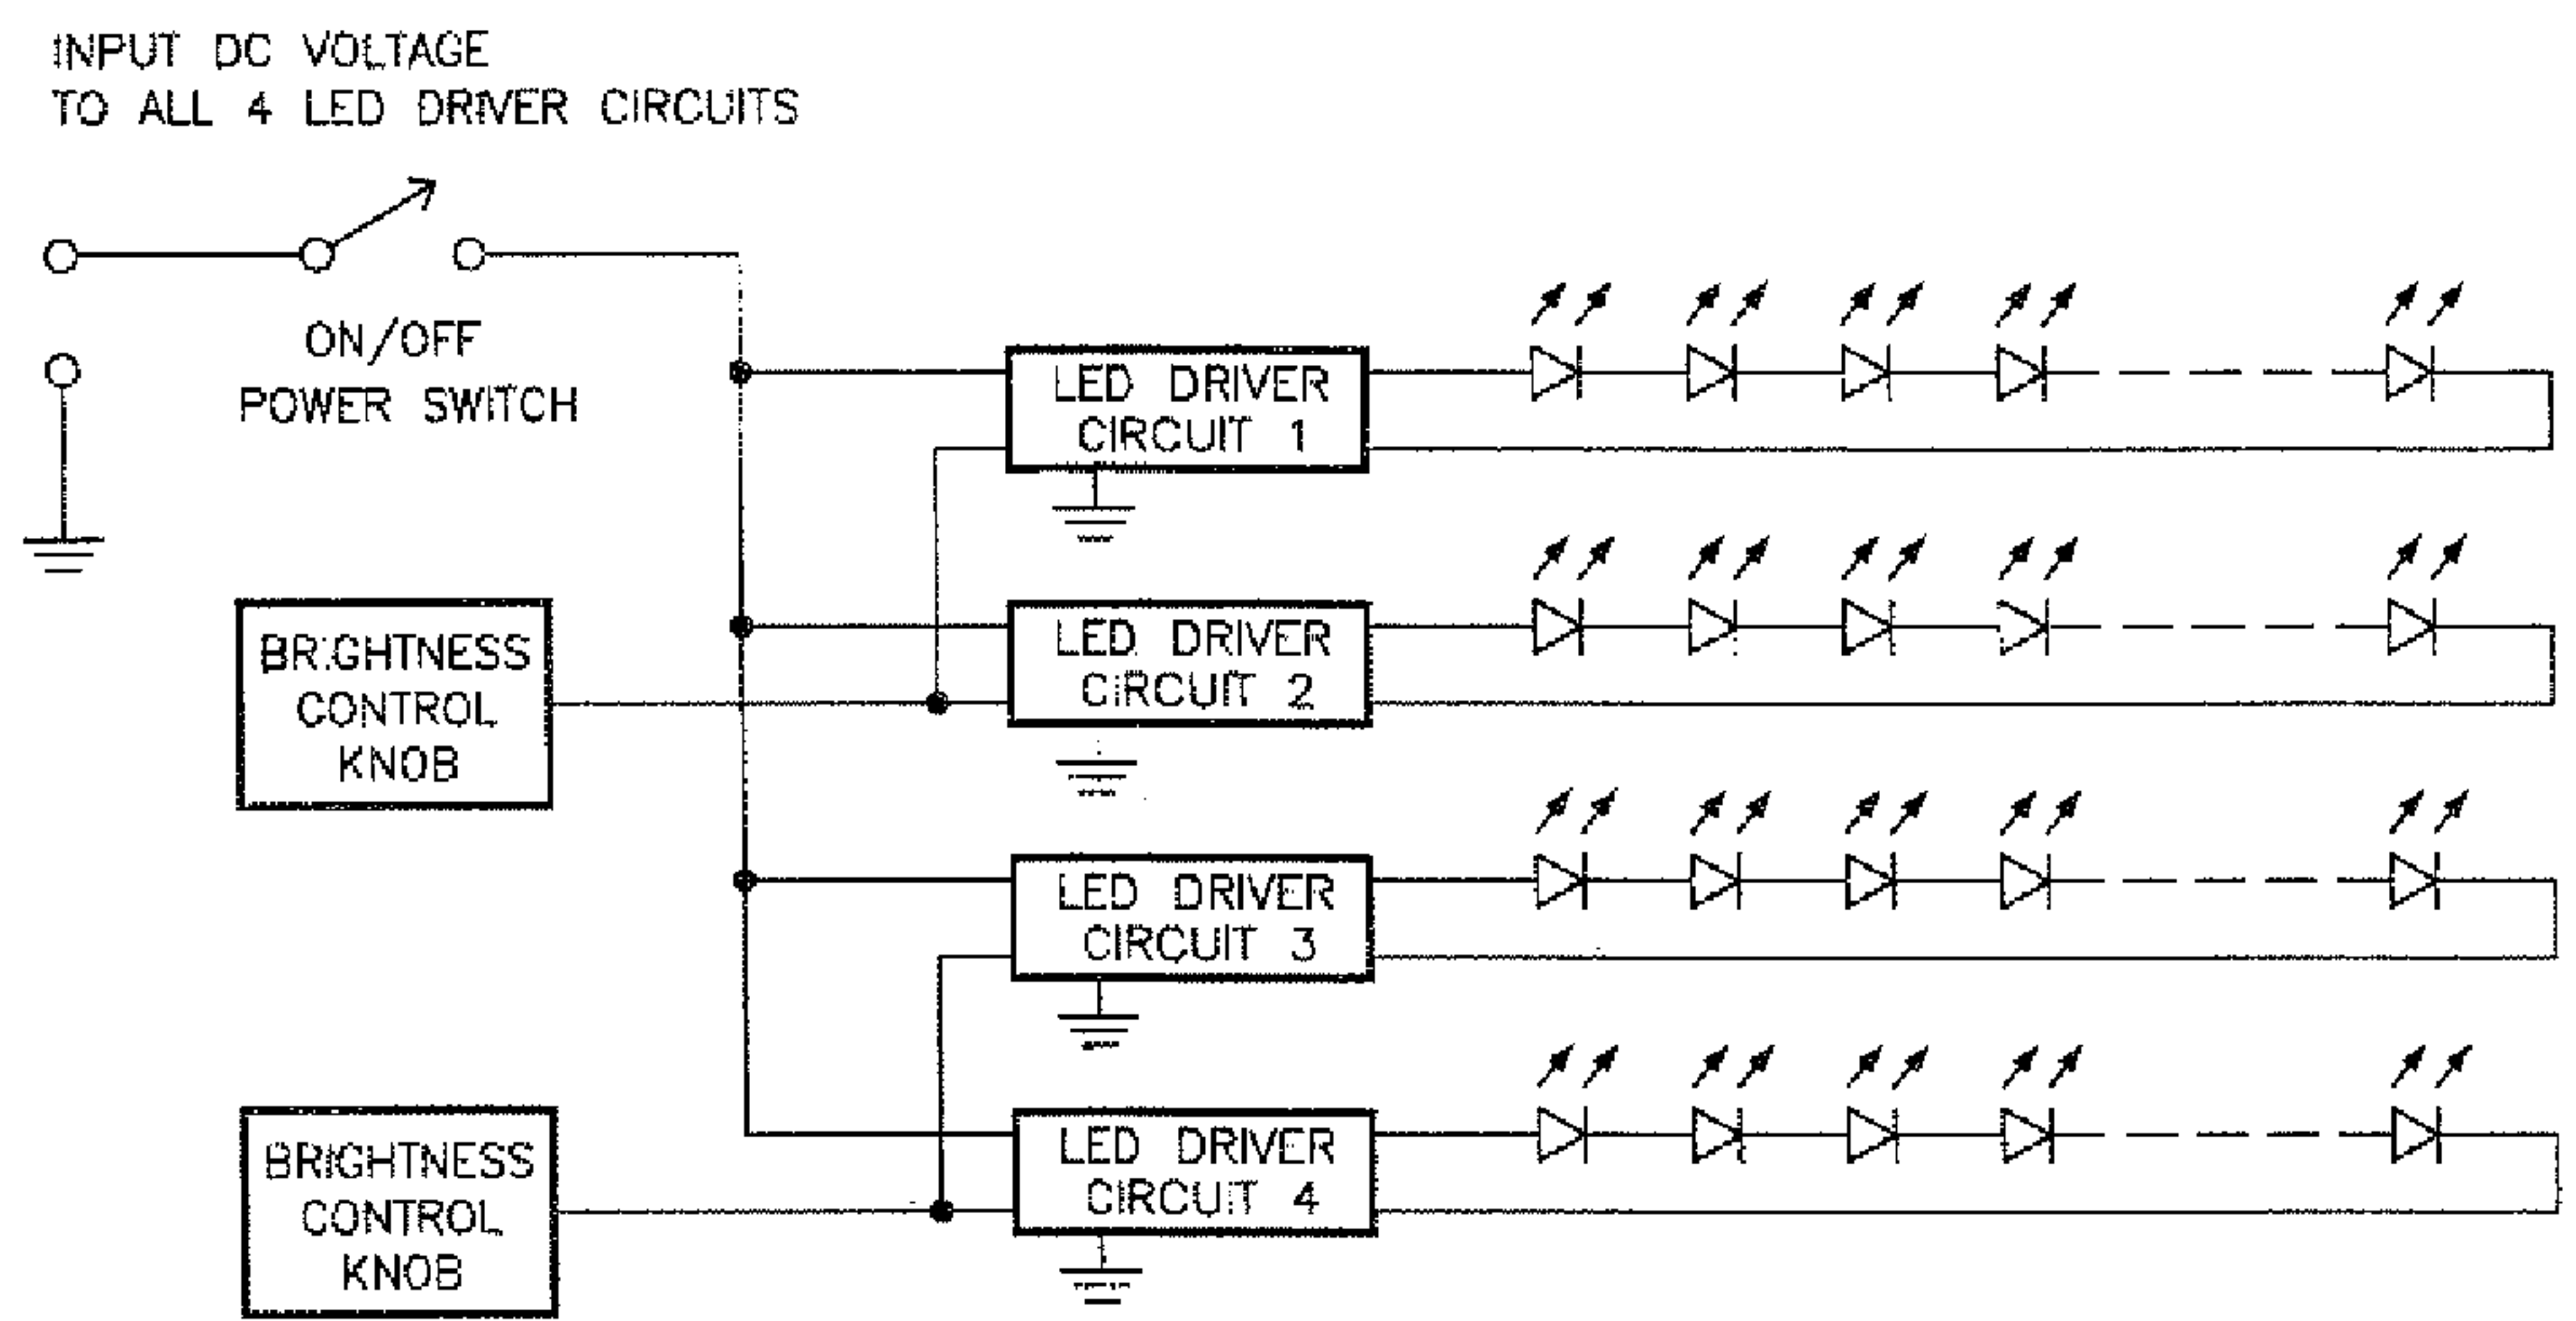 INPUT DC VOLTAGE
TO ALL 4 LED DRIVER CIRCUITS
ON/OFF
POWER SWITCH
LED DRIVER
CIRCUIT 1
BRIGHTNESS
CONTROL
KNOB
LED DRIVER
CIRCUIT 2
LED DRIVER
CIRCUIT 3
BRIGHTNESS
CONTROL
KNOB
LED DRIVER
CIRCUIT 4